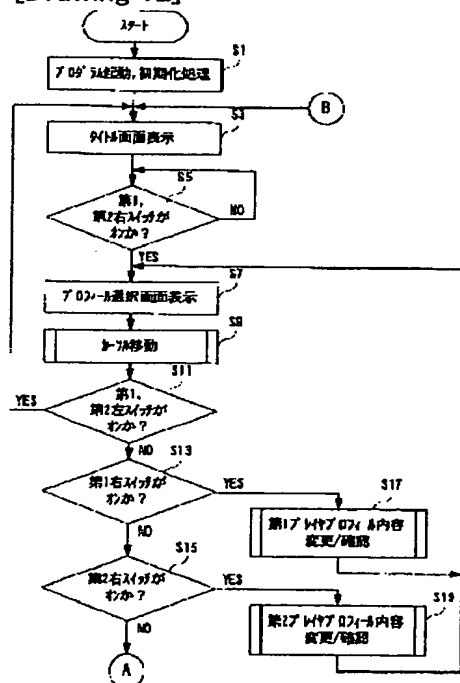 スタート
S1
プログラム起動,初期化処理
B
S3
タイトル画面表示
S5
第1,
第2右スイッチが
オンか?
NO
YES
S7
プロフィール選択画面表示
S9
カーソル移動
S11
YES
第1,
第2左スイッチが
オンか?
NO
S13
第1右スイッチが
オンか?
YES
S17
第1プレイヤプロフィール内容
変更/確認
NO
S15
第2右スイッチが
オンか?
YES
S19
第2プレイヤプロフィール内容
変更/確認
NO
A